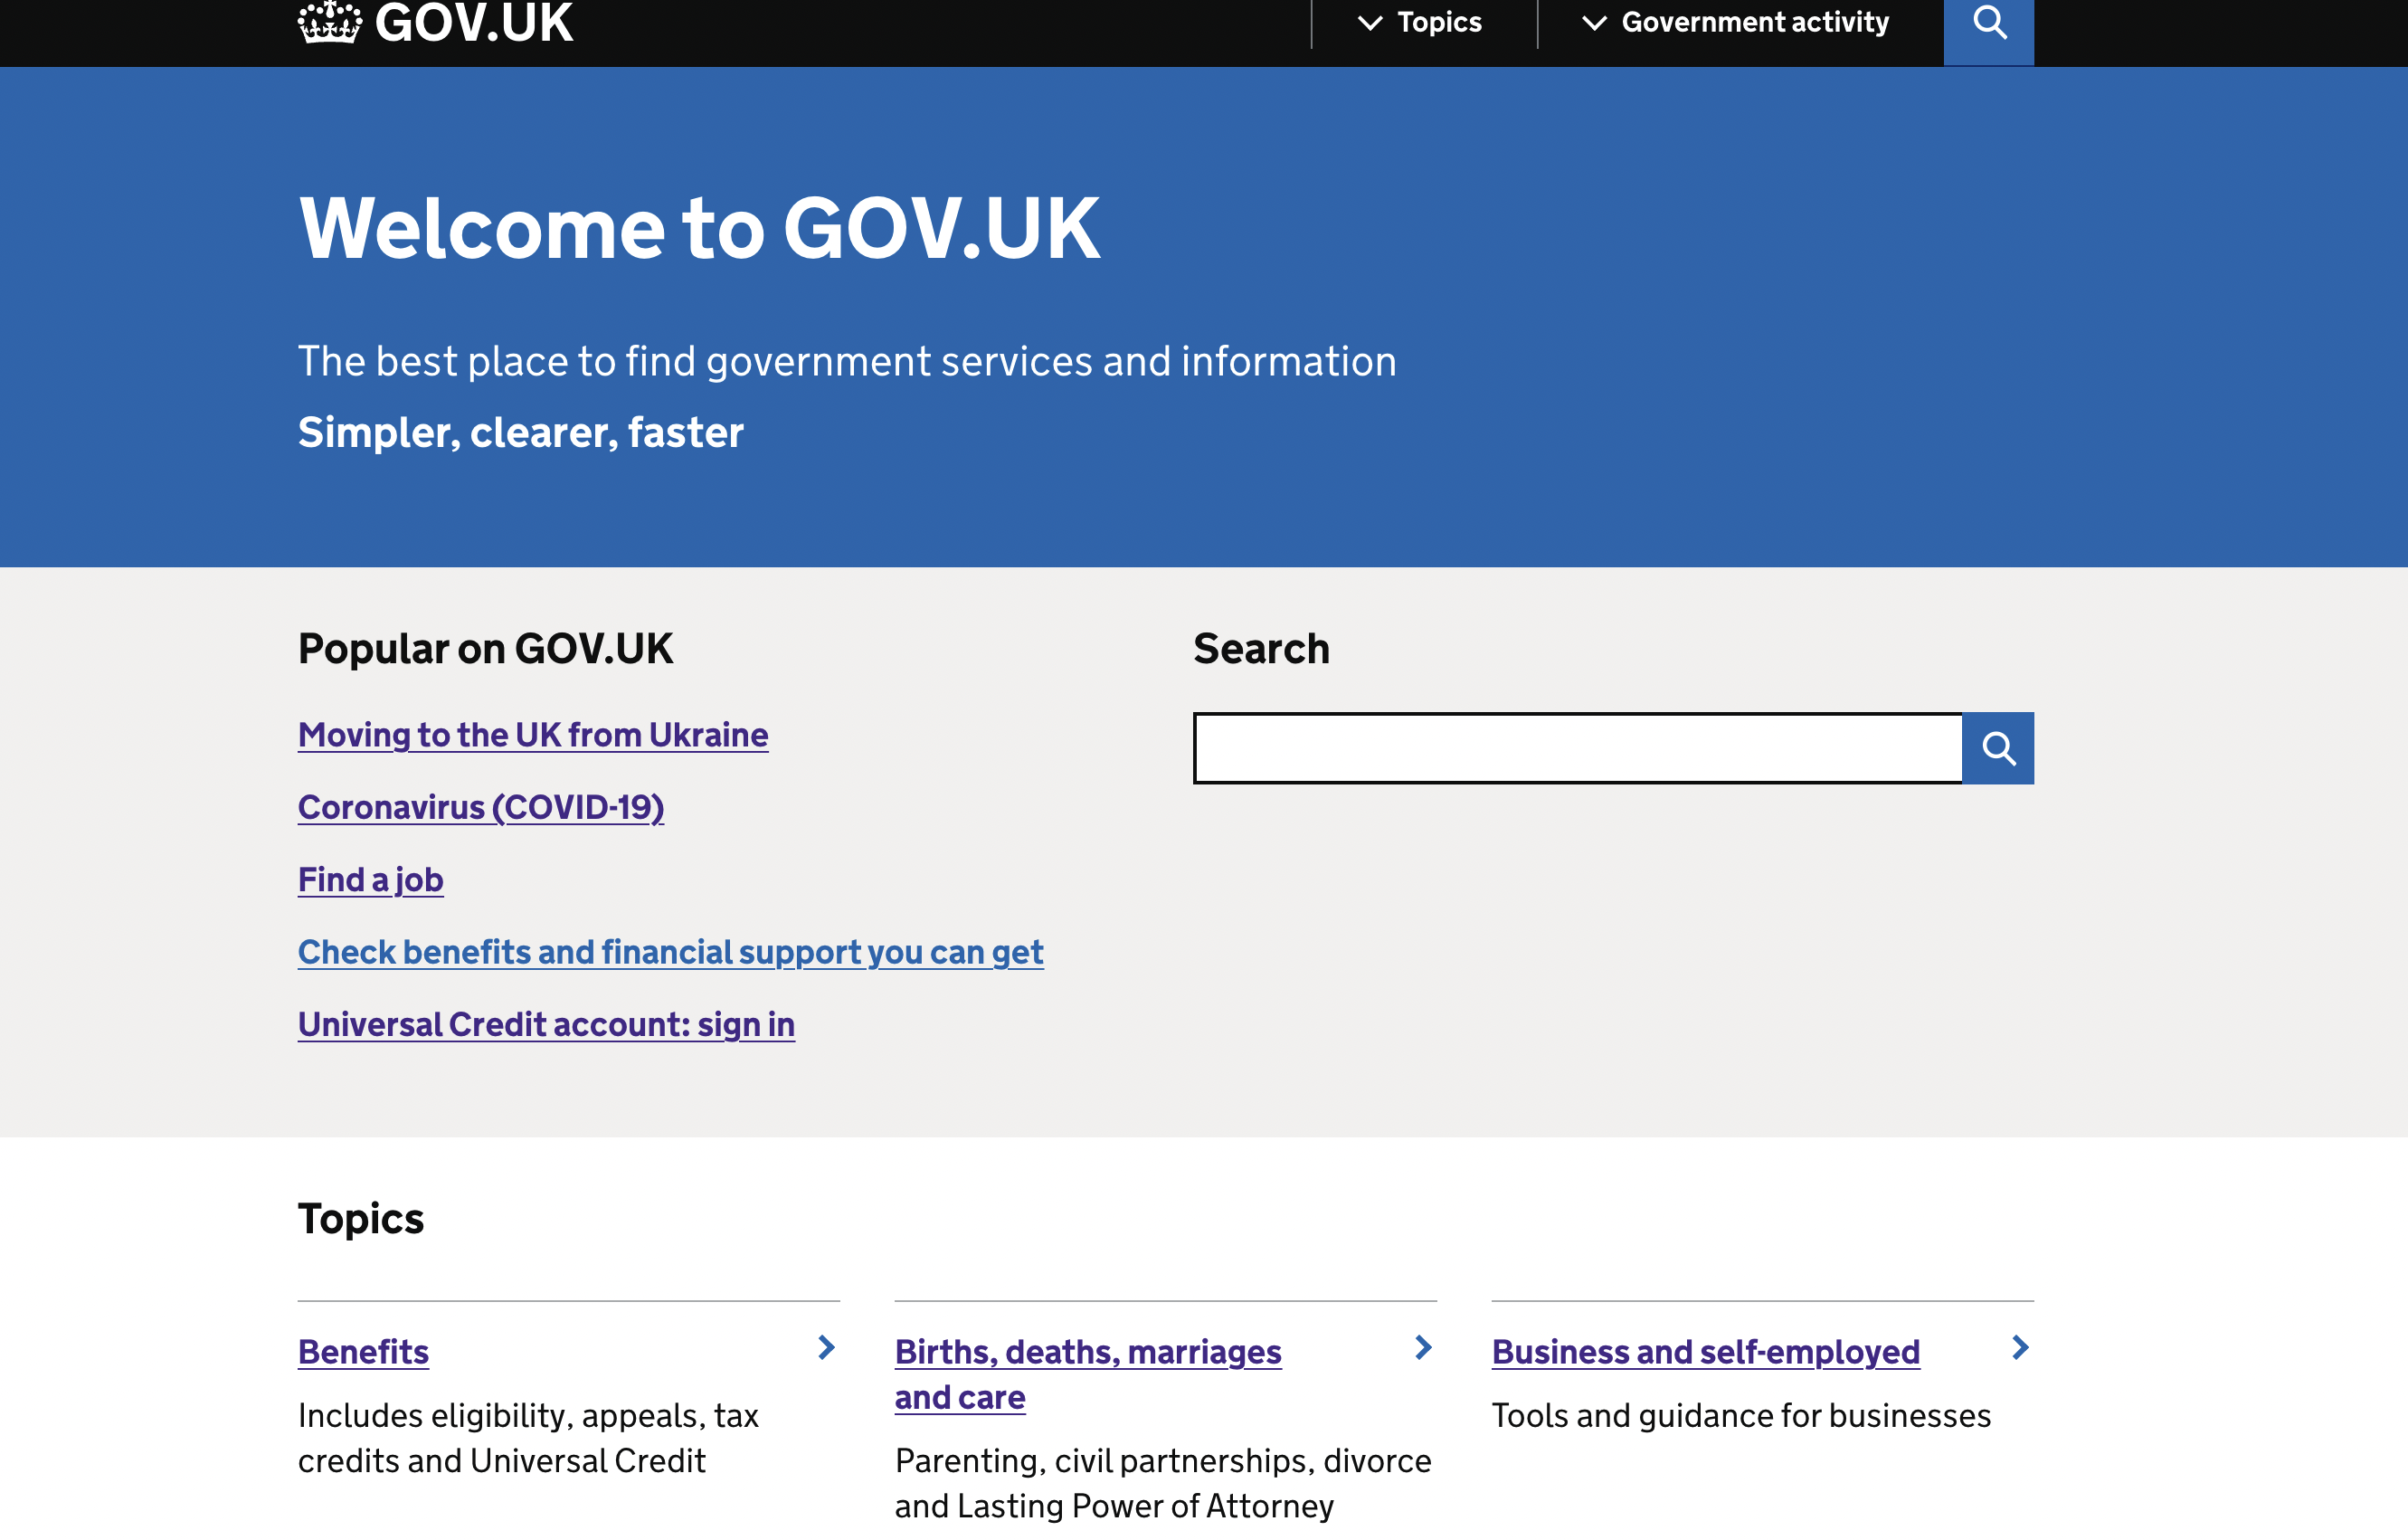 GOV.UK
Topics
Government activity
Welcome to GOV.UK
The best place to find government services and information
Simpler, clearer, faster
Popular on GOV.UK
Moving to the UK from Ukraine
Coronavirus (COVID-19)
Find a job
Check benefits and financial support you can get
Universal Credit account: sign in
Search
Topics
Benefits
Includes eligibility, appeals, tax
credits and Universal Credit
Births, deaths, marriages
and care
Parenting, civil partnerships, divorce
and Lasting Power of Attorney
Business and self-employed
Tools and guidance for businesses